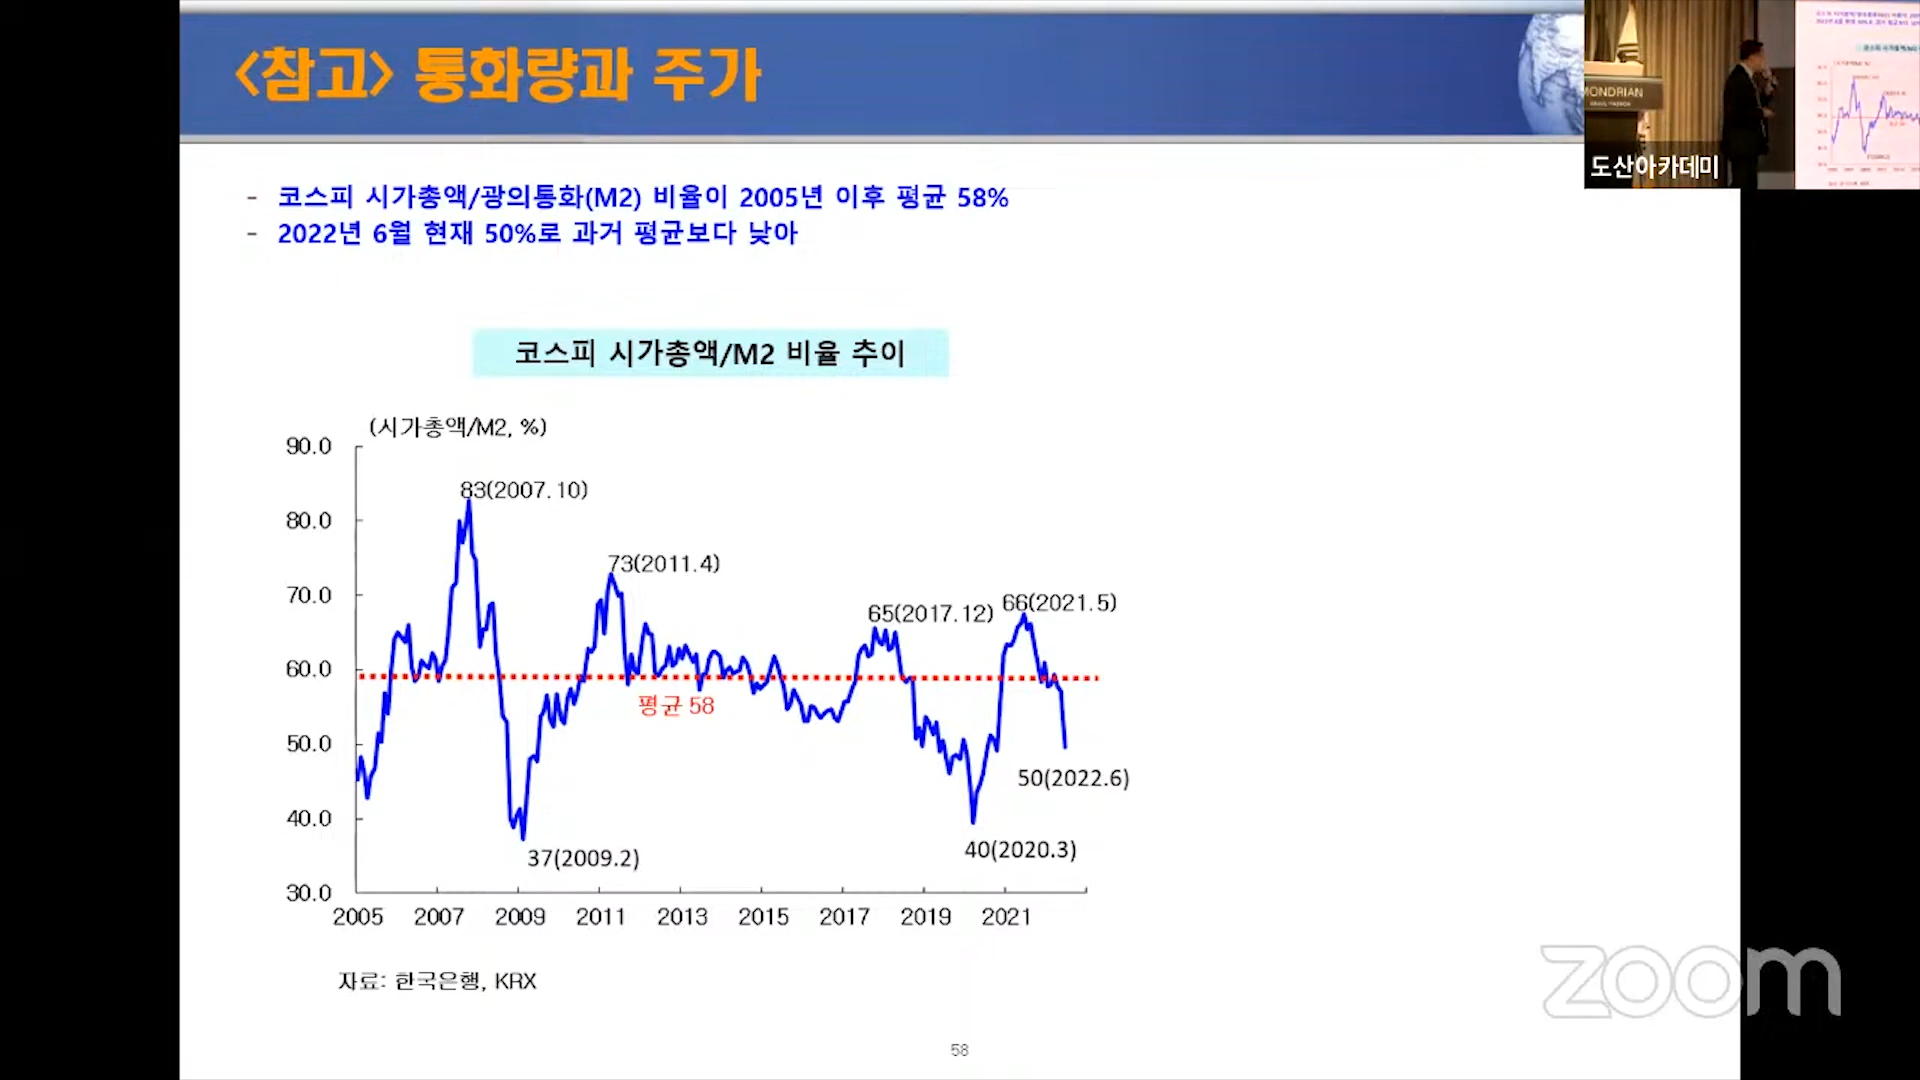 <참고> 통화량과 주가
MONDRIAN
도산아카데미
- 코스피 시가총액/광의통화(M2) 비율이 2005년 이후 평균 58%
- 2022년 6월 현재 50%로 과거 평균보다 낮아
코스피 시가총액/M2 비율 추이
(시가총액/M2, %)
90.0
80.0
70.0
60.0
50.0
40.0
30.0
83(2007.10)
73(2011.4)
65(2017.12)
66(2021.5)
평균 58
50(2022.6)
40(2020.3)
37(2009.2)
2005 2007 2009 2011 2013 2015 2017 2019 2021
자료: 한국은행, KRX
zoom
58